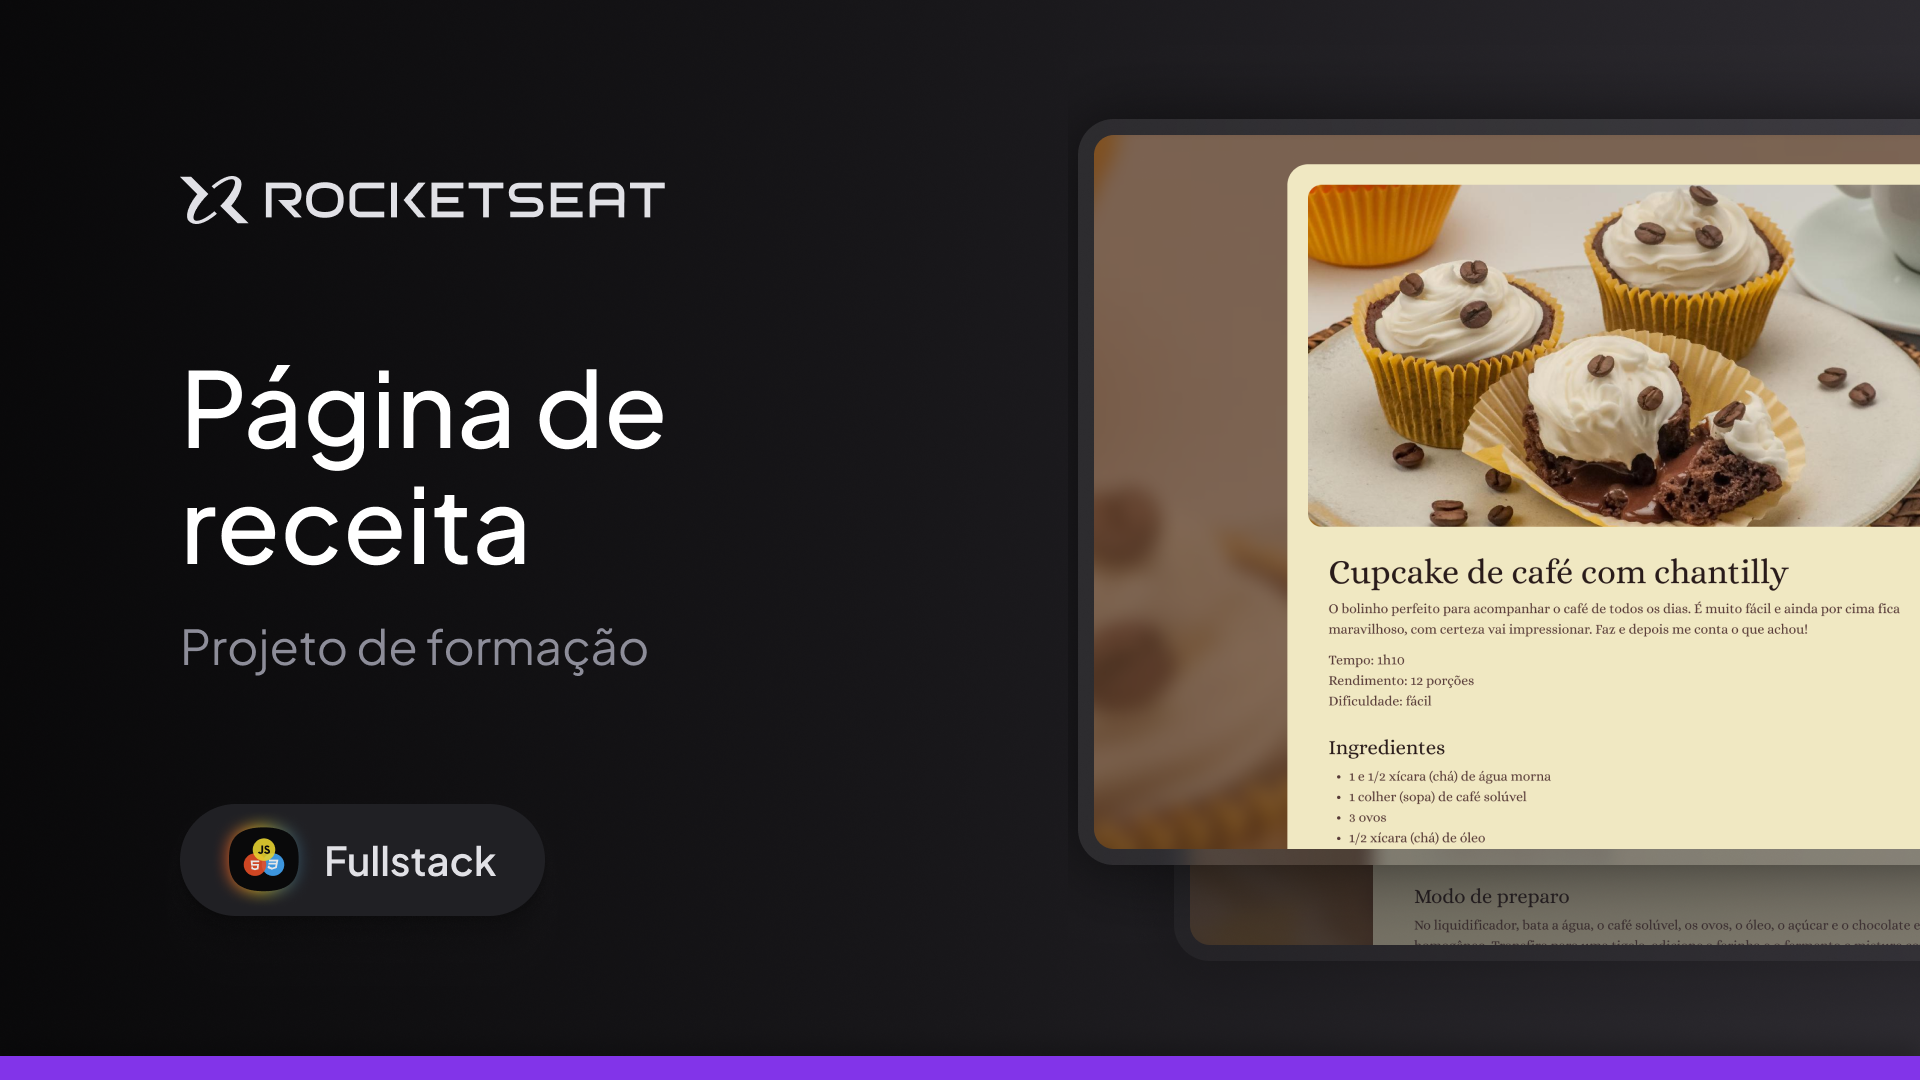 ROCKETSEAT
Página de
receita
Projeto de formação
JS
Fullstack
Cupcake de café com chantilly
O bolinho perfeito para acompanhar o café de todos os dias. É muito fácil e ainda por cima fica
maravilhoso, com certeza vai impressionar. Faz e depois me conta o que achou!
Tempo: 1h10
Rendimento: 12 porções
Dificuldade: fácil
Ingredientes
• 1 e 1/2 xícara (chá) de água morna
• 1 colher (sopa) de café solúvel
• 3 ovos
• 1/2 xícara (chá) de óleo
Modo de preparo
No liquidificador, bata a água, o café solúvel, os ovos, o óleo, o açúcar e o chocolate